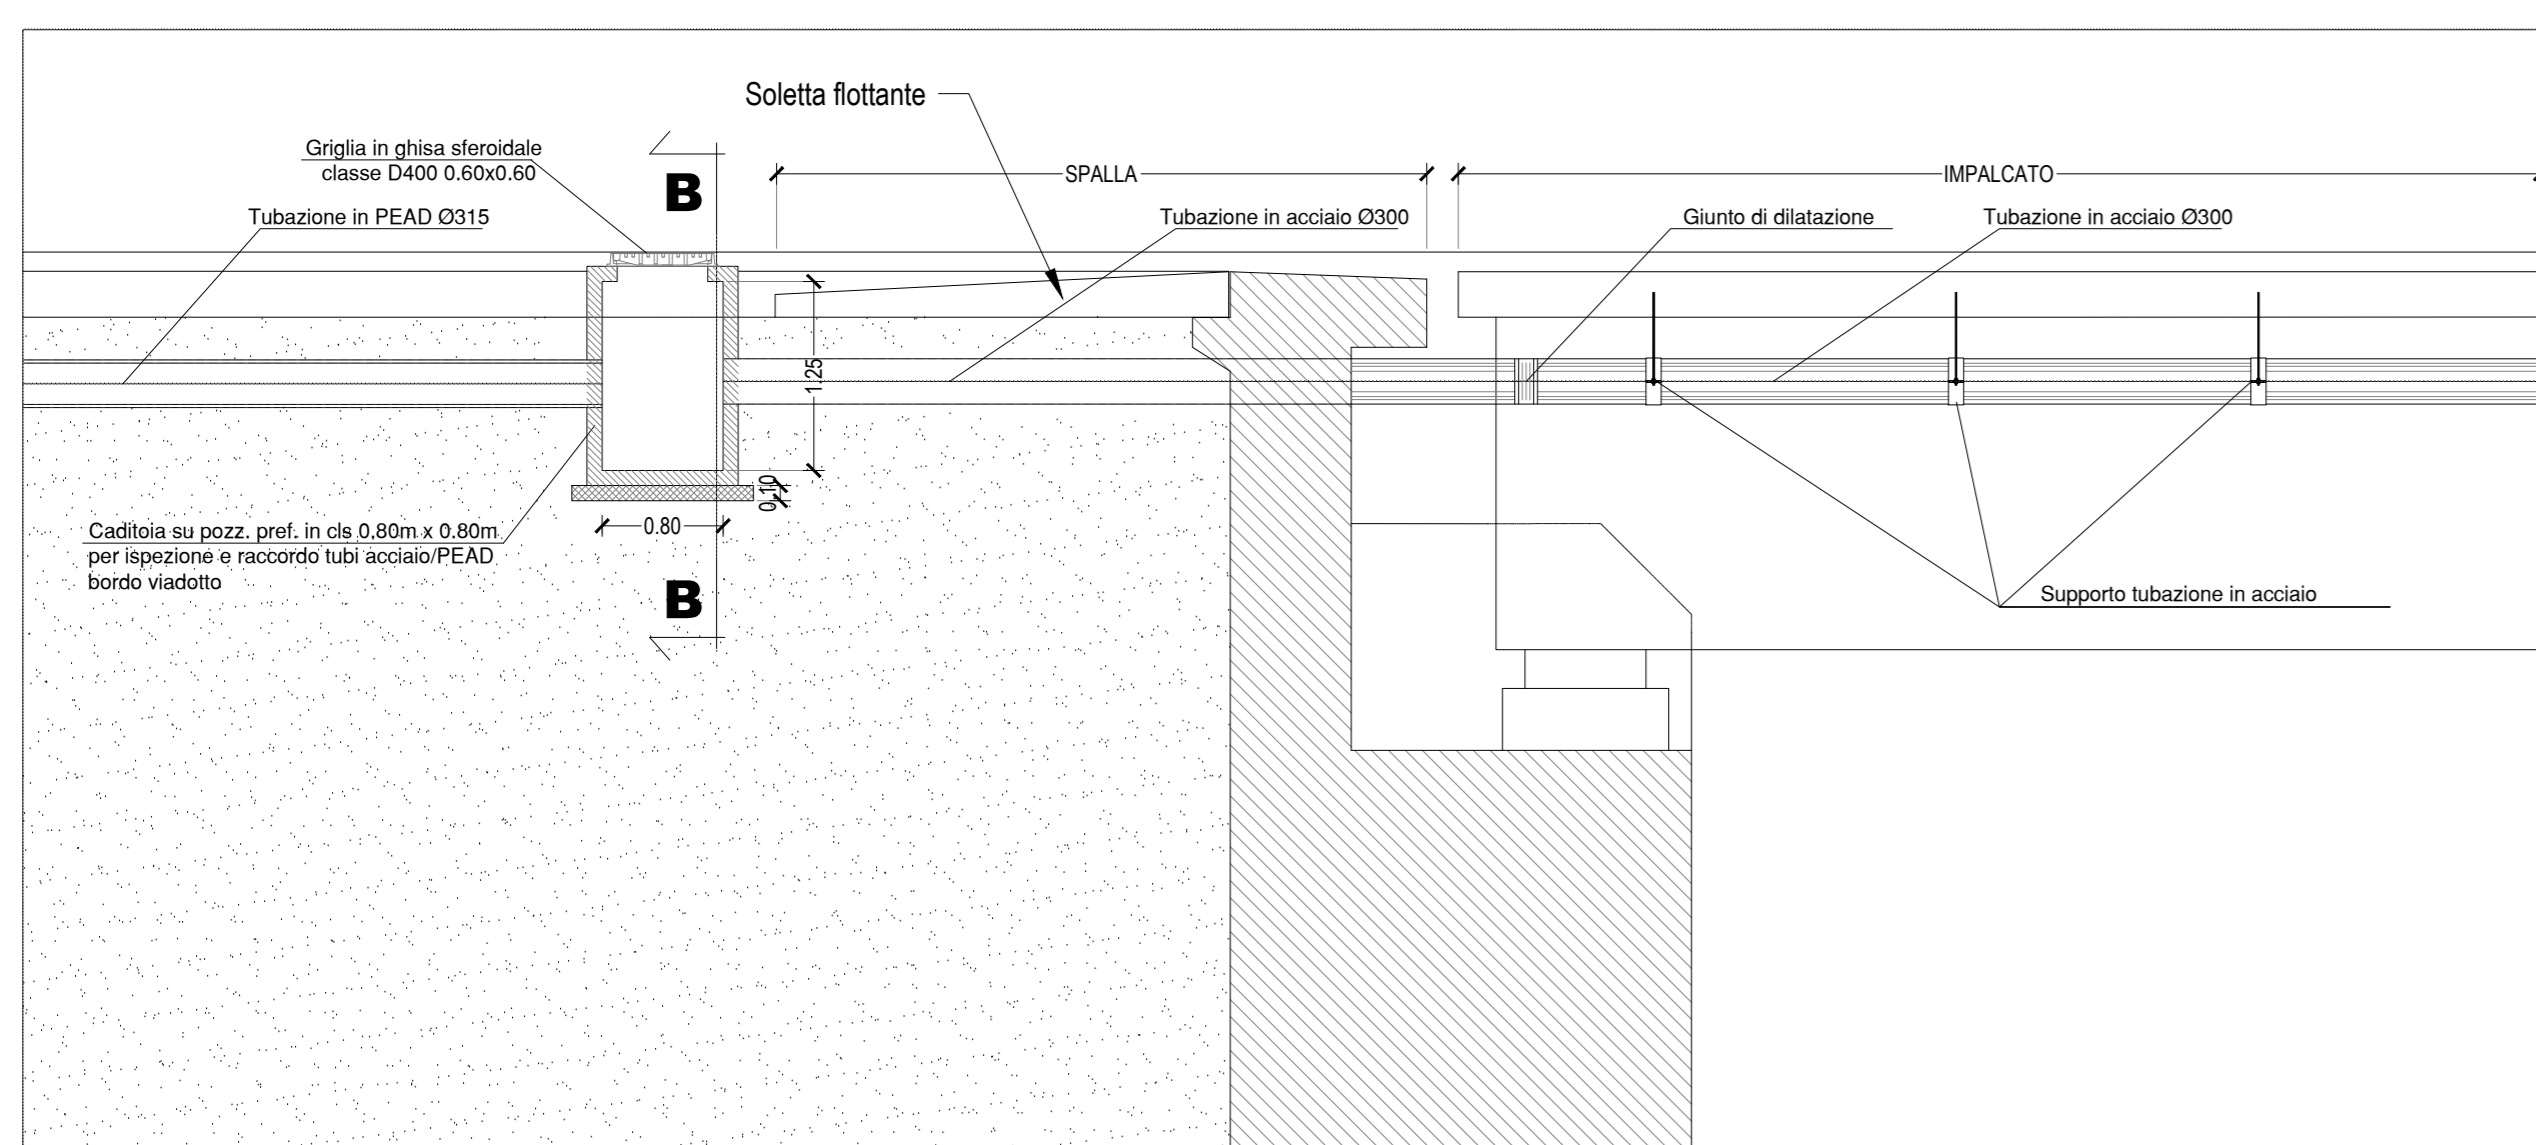 Soletta flottante
Griglia in ghisa sferoidale
classe D400 0.60x0.60
B
SPALLA
IMPALCATO
Tubazione in PEAD Ø315
Tubazione in acciaio Ø300
Giunto di dilatazione
Tubazione in acciaio Ø300
1.25
0.10
0.80
Caditoia su pozz. pref. in cls 0.80m x 0.80m
per ispezione e raccordo tubi acciaio/PEAD
bordo viadotto
B
Supporto tubazione in acciaio